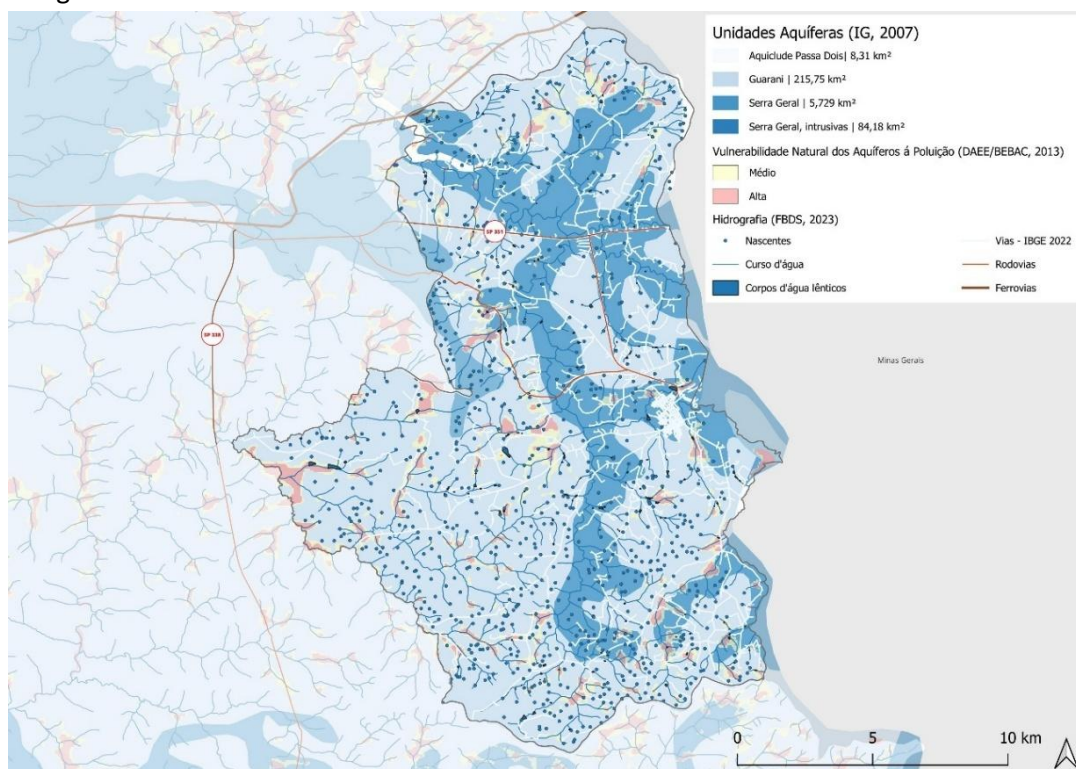 Unidades Aquíferas (IG, 2007)
Aquiclude Passa Dois| 8,31 km²
Guarani | 215,75 km²
Serra Geral | 5,729 km²
Serra Geral, intrusivas | 84,18 km²
Vulnerabilidade Natural dos Aquíferos á Poluição (DAEE/BEBAC, 2013)
Médio
Alta
Hidrografia (FBDS, 2023)
Nascentes
Vias - IBGE 2022
Curso d'água
Rodovias
Corpos d'água lênticos
Ferrovias
SP 351
SP 338
Minas Gerais
0 5 10 km